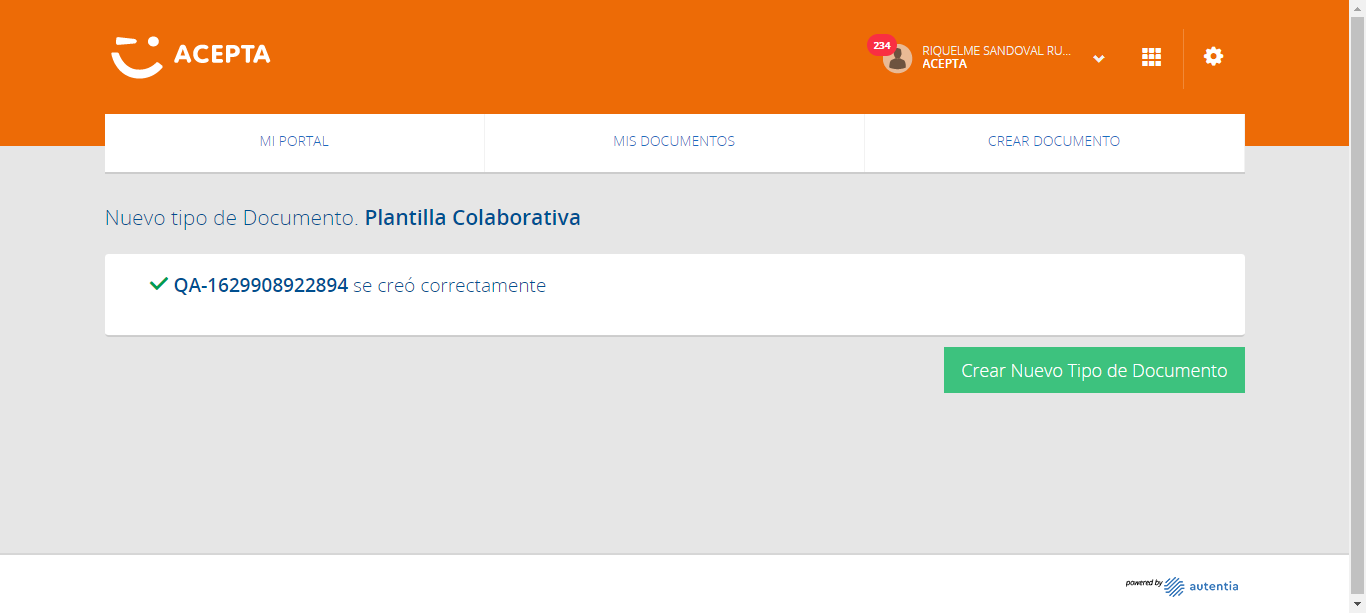 ACEPTA
234
RIQUELME SANDOVAL RU...
ACEPTA
MI PORTAL
MIS DOCUMENTOS
CREAR DOCUMENTO
Nuevo tipo de Documento. Plantilla Colaborativa
QA-1629908922894 se creó correctamente
Crear Nuevo Tipo de Documento
powered by autentia